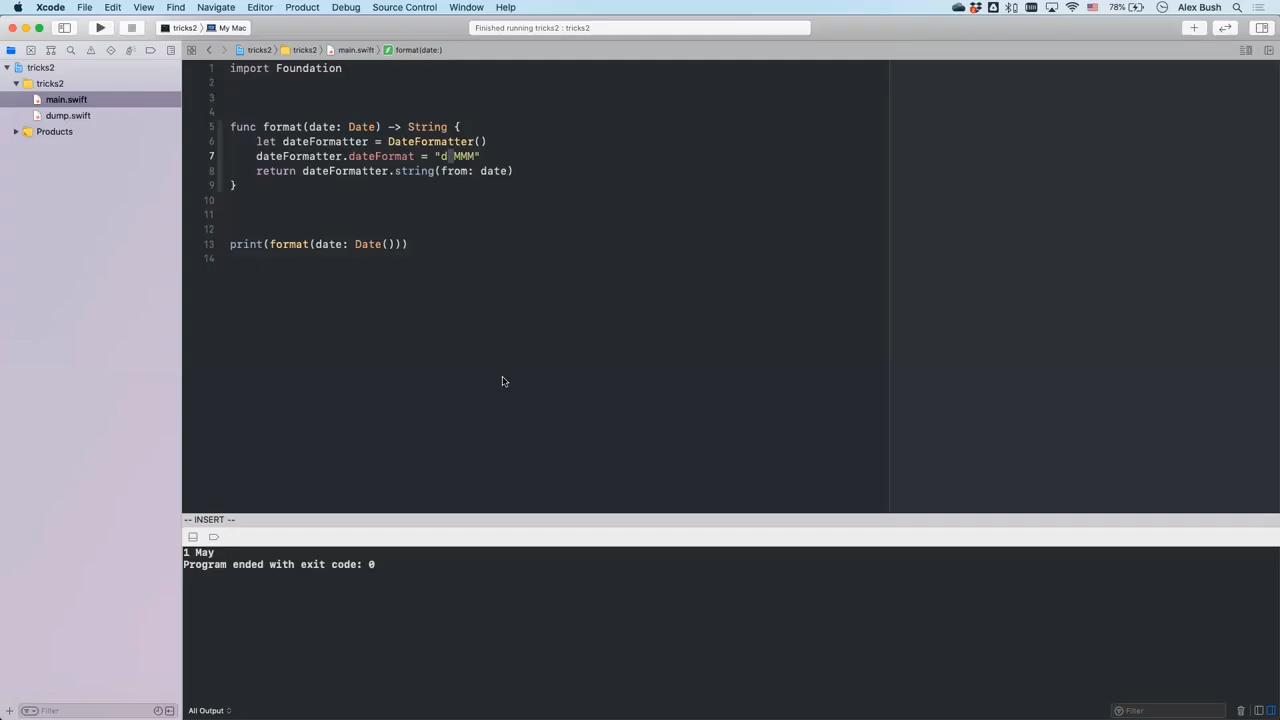 Xcode File Edit View Find Navigate Editor Product Debug Source Control Window Help 78% Alex Bush
tricks2 〉 My Mac Finished running tricks2 : tricks2
tricks2 〉 tricks2 〉 main.swift 〉 format(date:)
tricks2
tricks2
main.swift
dump.swift
Products
1 import Foundation
2
3
4
5 func format(date: Date) -> String {
6 let dateFormatter = DateFormatter()
7 dateFormatter.dateFormat = "d MMM"
8 return dateFormatter.string(from: date)
9 }
10
11
12
13 print(format(date: Date()))
14
-- INSERT --
1 May
Program ended with exit code: 0
Filter All Output Filter